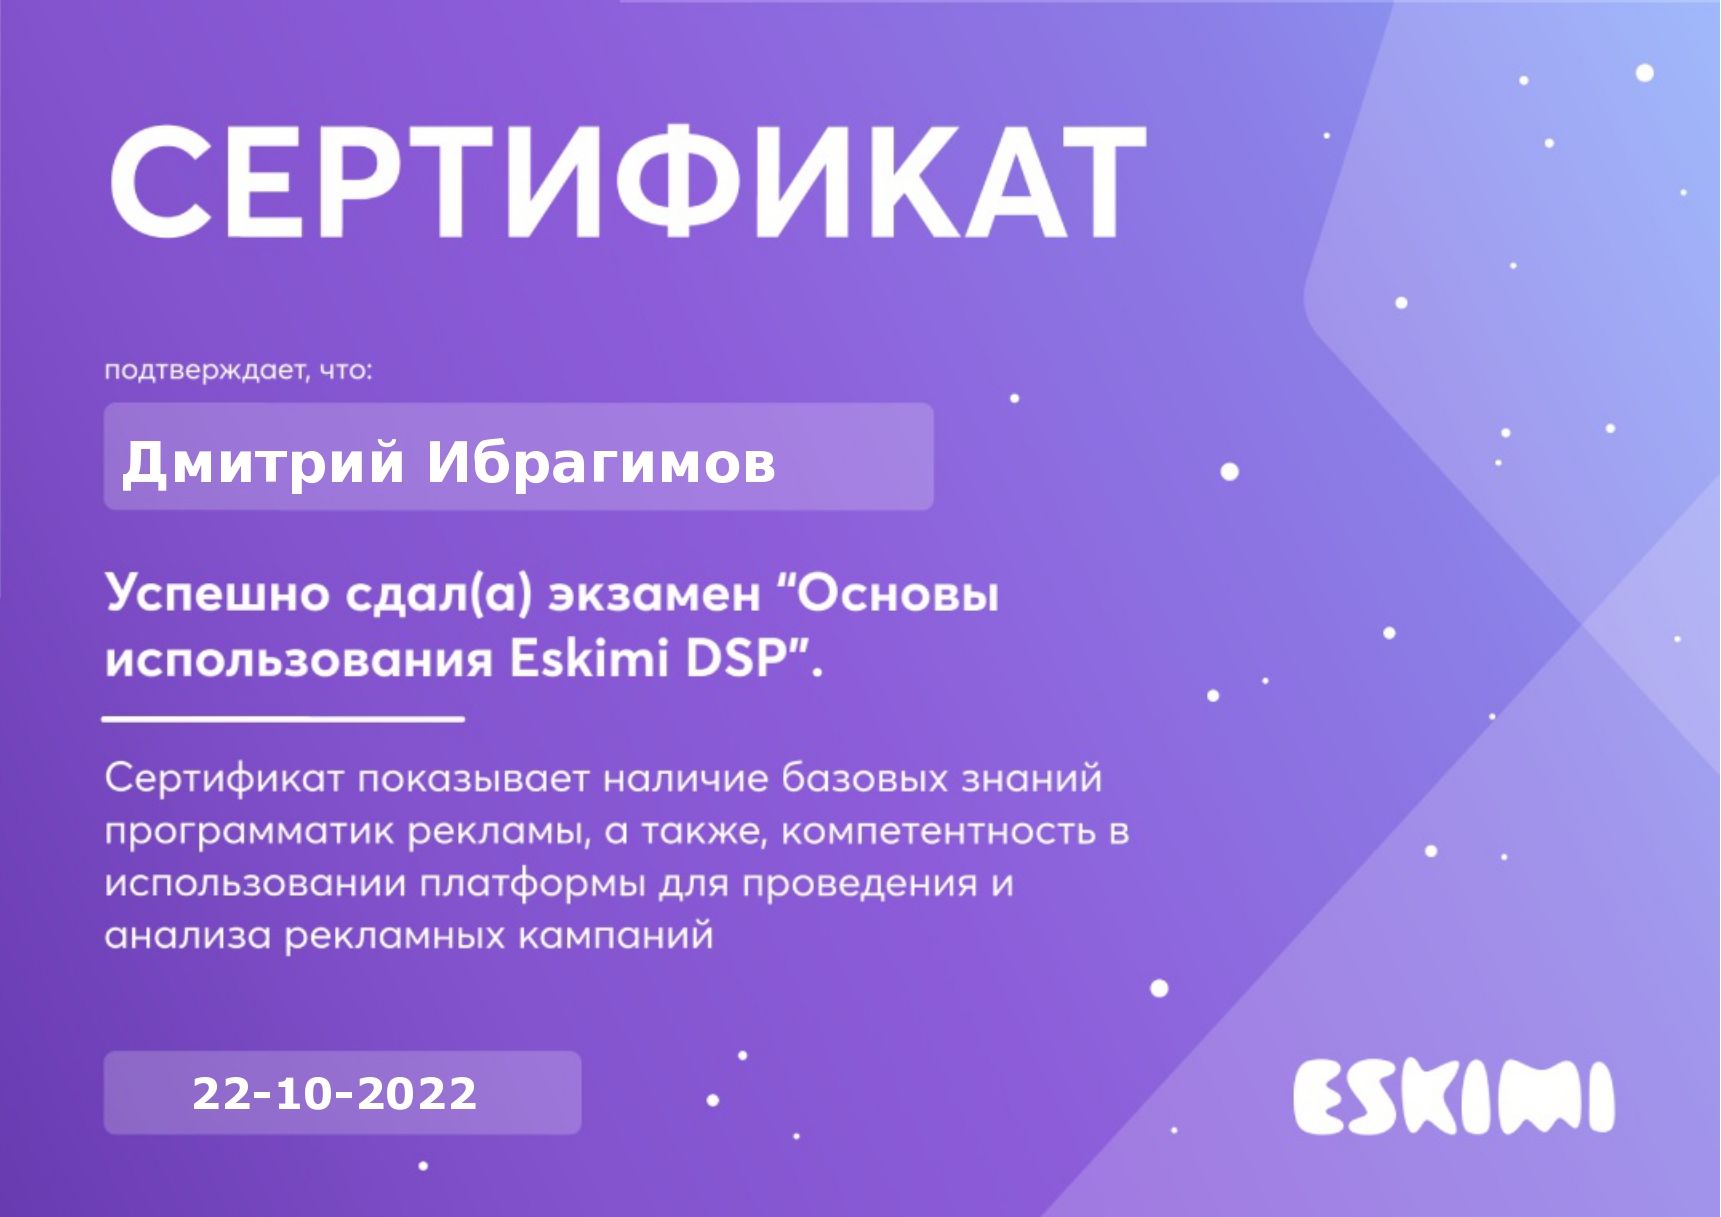 СЕРТИФИКАТ
подтверждает, что:
Дмитрий Ибрагимов
Успешно сдал(а) экзамен “Основы
использования Eskimi DSP”.
Сертификат показывает наличие базовых знаний
программатик рекламы, а также, компетентность в
использовании платформы для проведения и
анализа рекламных кампаний
22-10-2022
ESKIMI